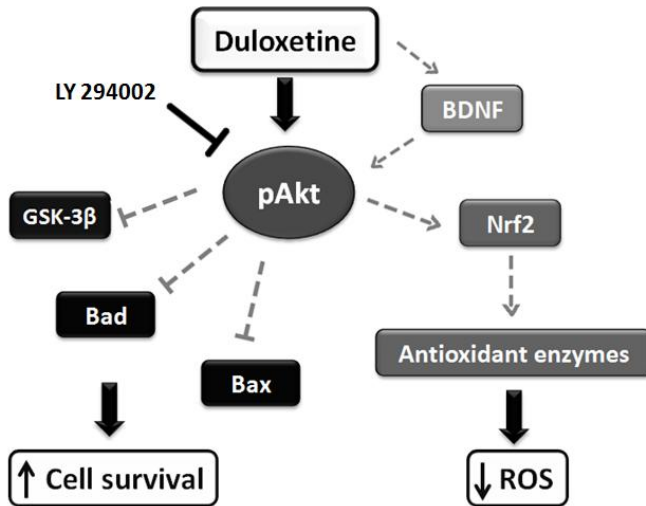 Duloxetine
LY 294002
BDNF
pAkt
GSK-3β
Nrf2
Bad
Antioxidant enzymes
Bax
↑ Cell survival
↓ ROS